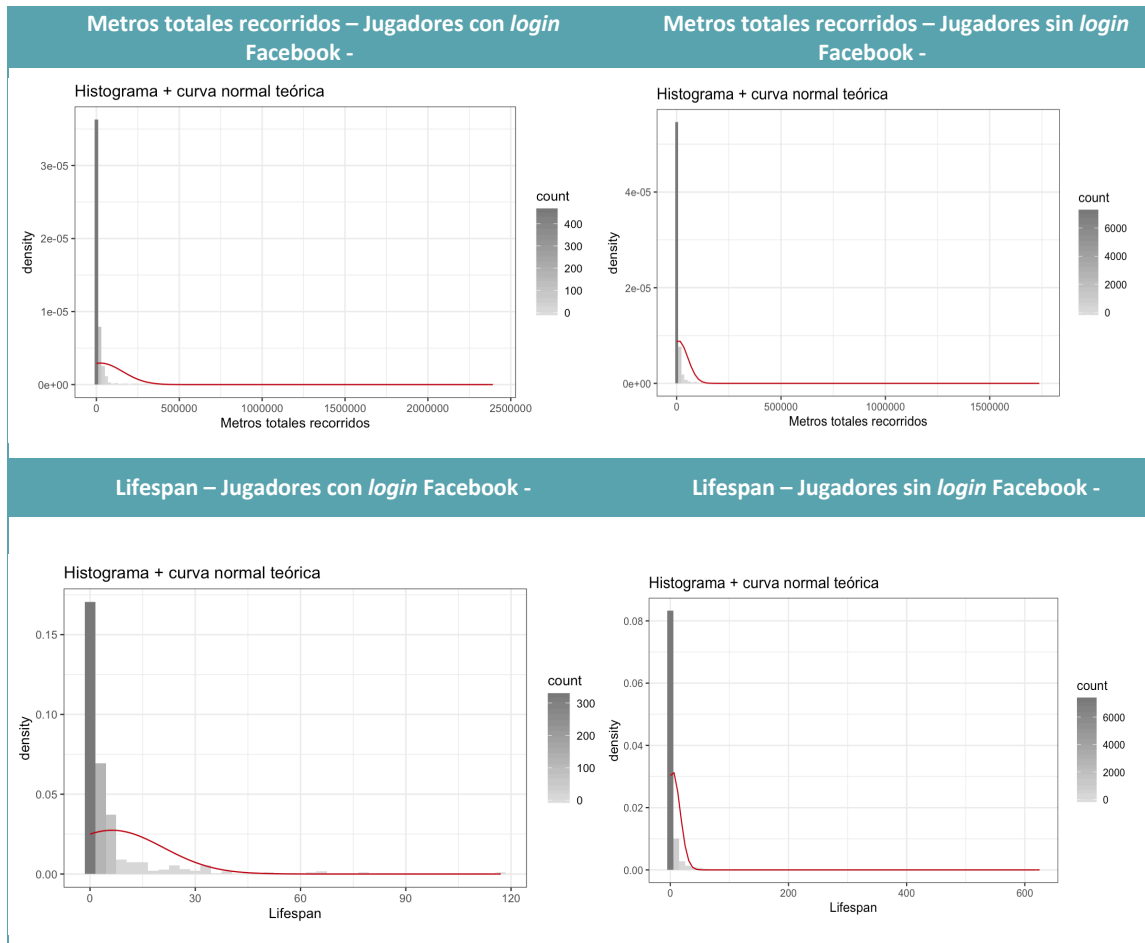 Metros totales recorridos – Jugadores con login
Facebook -
Metros totales recorridos – Jugadores sin login
Facebook -
Histograma + curva normal teórica
3e-05
2e-05
1e-05
0e+00
density
0
500000
1000000
1500000
2000000
2500000
Metros totales recorridos
count
400
300
200
100
0
Histograma + curva normal teórica
4e-05
2e-05
0e+00
density
0
500000
1000000
1500000
Metros totales recorridos
count
6000
4000
2000
0
Lifespan – Jugadores con login Facebook -
Lifespan – Jugadores sin login Facebook -
Histograma + curva normal teórica
0.15
0.10
0.05
0.00
density
0
30
60
90
120
Lifespan
count
300
200
100
0
Histograma + curva normal teórica
0.08
0.06
0.04
0.02
0.00
density
0
200
400
600
Lifespan
count
6000
4000
2000
0